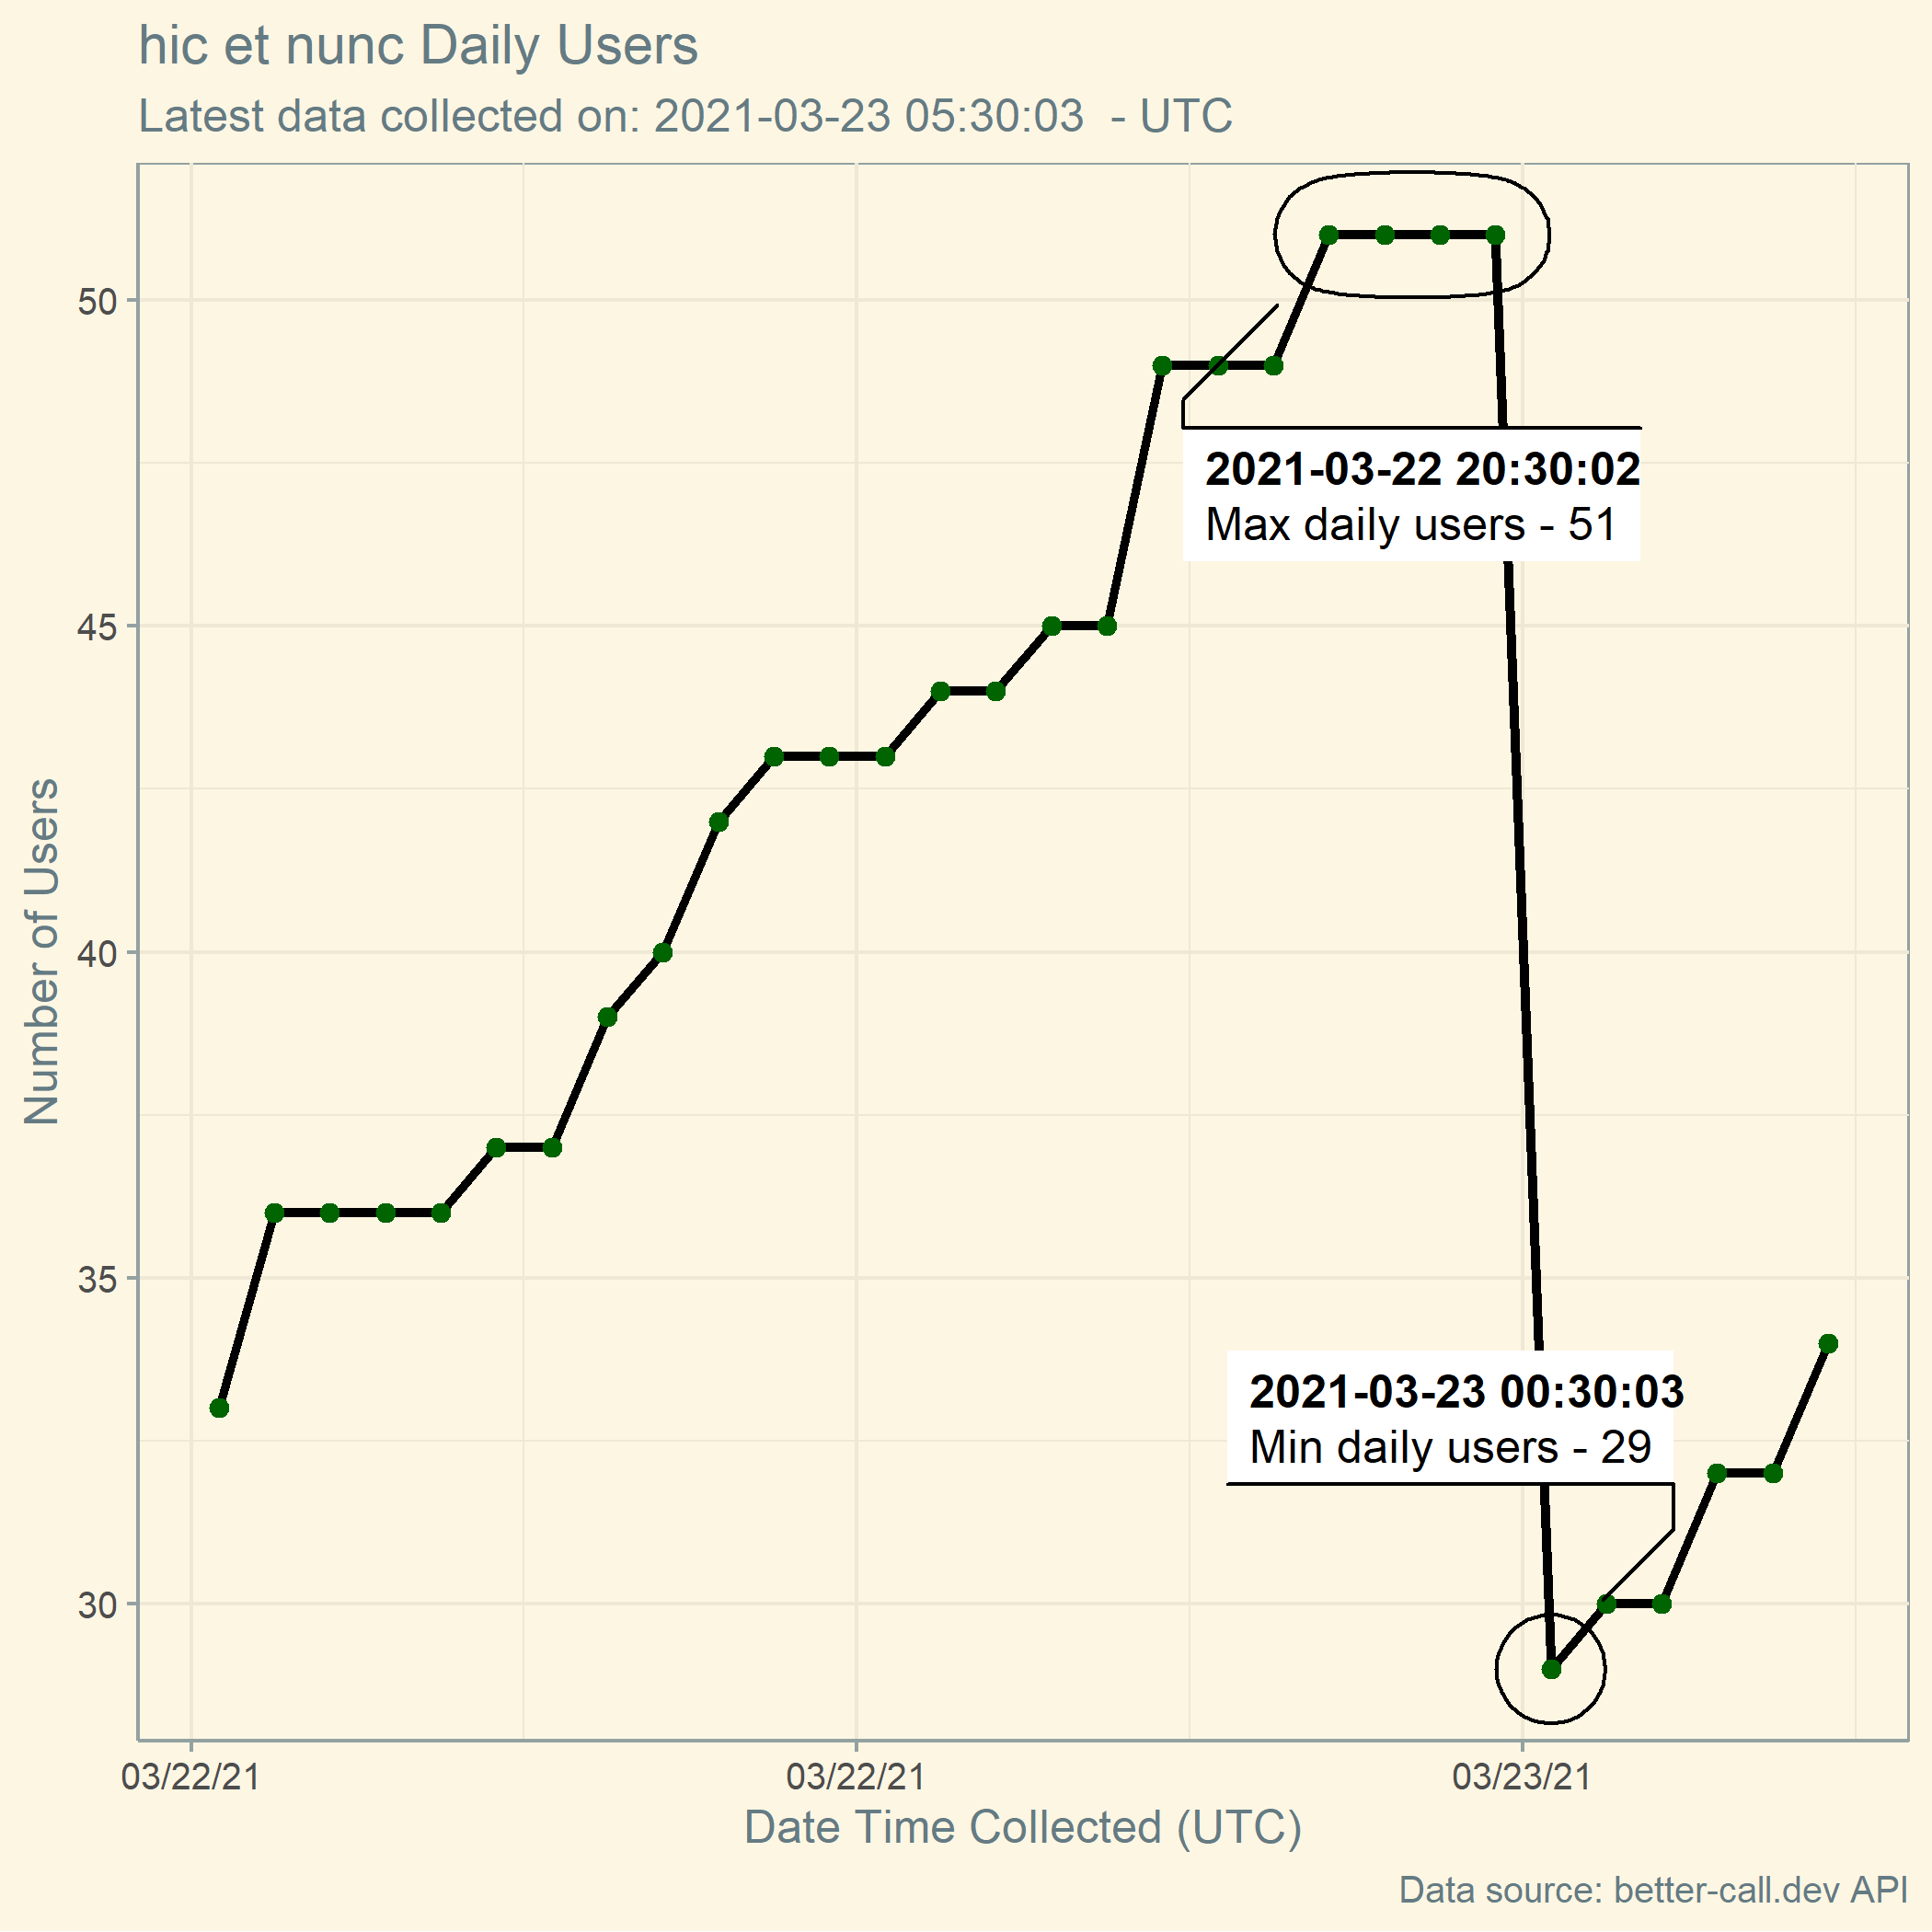 hic et nunc Daily Users
Latest data collected on: 2021-03-23 05:30:03  - UTC
Number of Users
50
45
40
35
30
2021-03-22 20:30:02
Max daily users - 51
2021-03-23 00:30:03
Min daily users - 29
03/22/21
03/22/21
03/23/21
Date Time Collected (UTC)
Data source: better-call.dev API